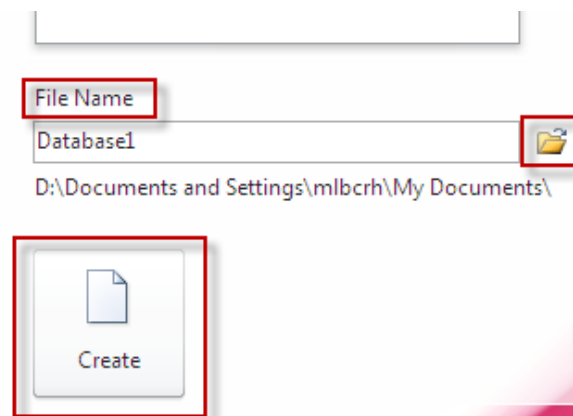 File Name
Database1
D:\Documents and Settings\mlbcrh\My Documents\
Create